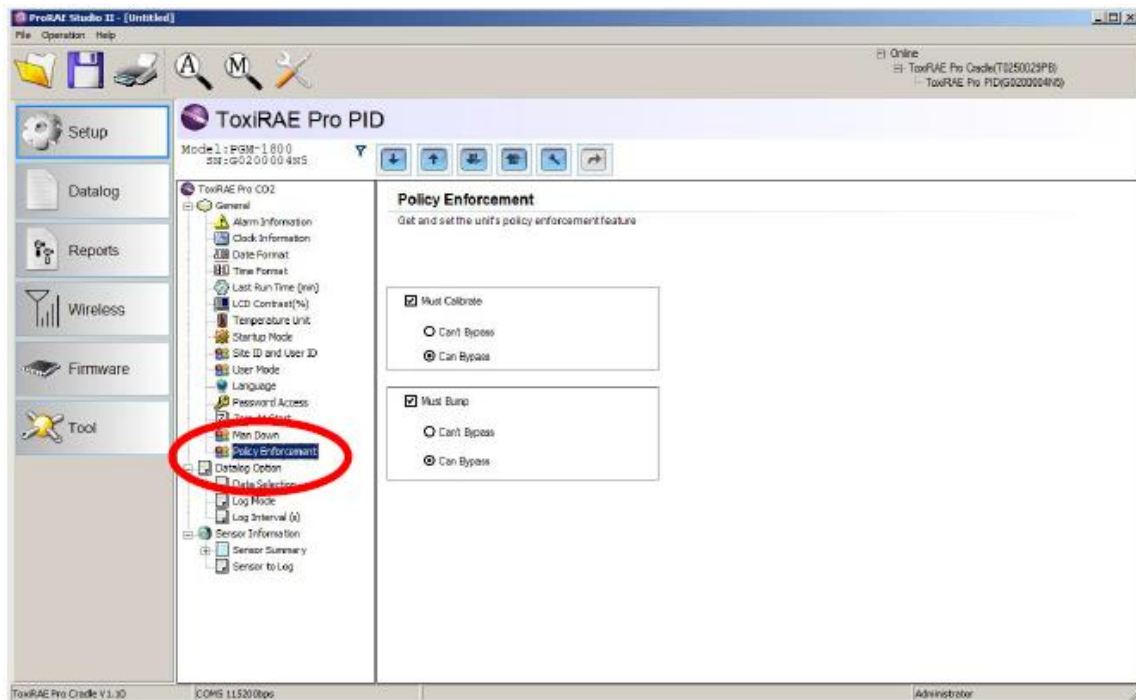 ProRAE Studio II - [Untitled]
File Operation Help
A M
Online
ToxiRAE Pro Cradle(T0250029PB)
ToxiRAE Pro PID(G0200004N5)
Setup
Datalog
Reports
Wireless
Firmware
Tool
ToxiRAE Pro PID
Model:PGM-1800
SN:G0200004N5
ToxiRAE Pro CO2
General
Alarm Information
Clock Information
Date Format
Time Format
Last Run Time (min)
LCD Contrast(%)
Temperature Unit
Startup Mode
Site ID and User ID
User Mode
Language
Password Access
Zero At Start
Man Down
Policy Enforcement
Datalog Option
Data Selection
Log Mode
Log Interval (s)
Sensor Information
Sensor Summary
Sensor to Log
Policy Enforcement
Get and set the unit's policy enforcement feature
Must Calibrate
Can't Bypass
Can Bypass
Must Bump
Can't Bypass
Can Bypass
ToxiRAE Pro Cradle V1.10
COM5 115200bps
Administrator